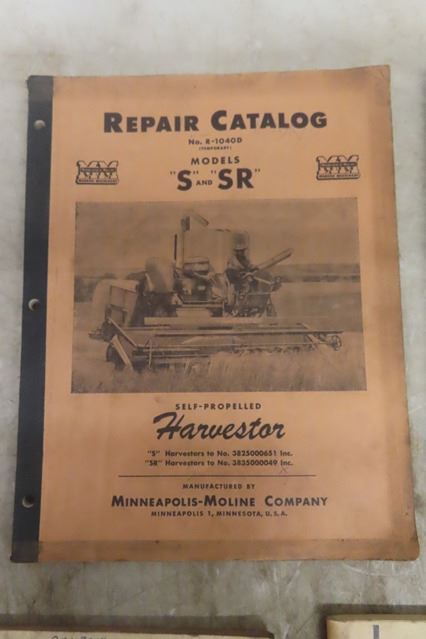 REPAIR CATALOG
No. R-1040D
(TEMPORARY)
MODELS
"S" AND "SR"
SELF-PROPELLED
Harvestor
"S" Harvestors to No. 3825000651 Inc.
"SR" Harvestors to No. 3835000049 Inc.
MANUFACTURED BY
MINNEAPOLIS-MOLINE COMPANY
MINNEAPOLIS 1, MINNESOTA, U.S.A.